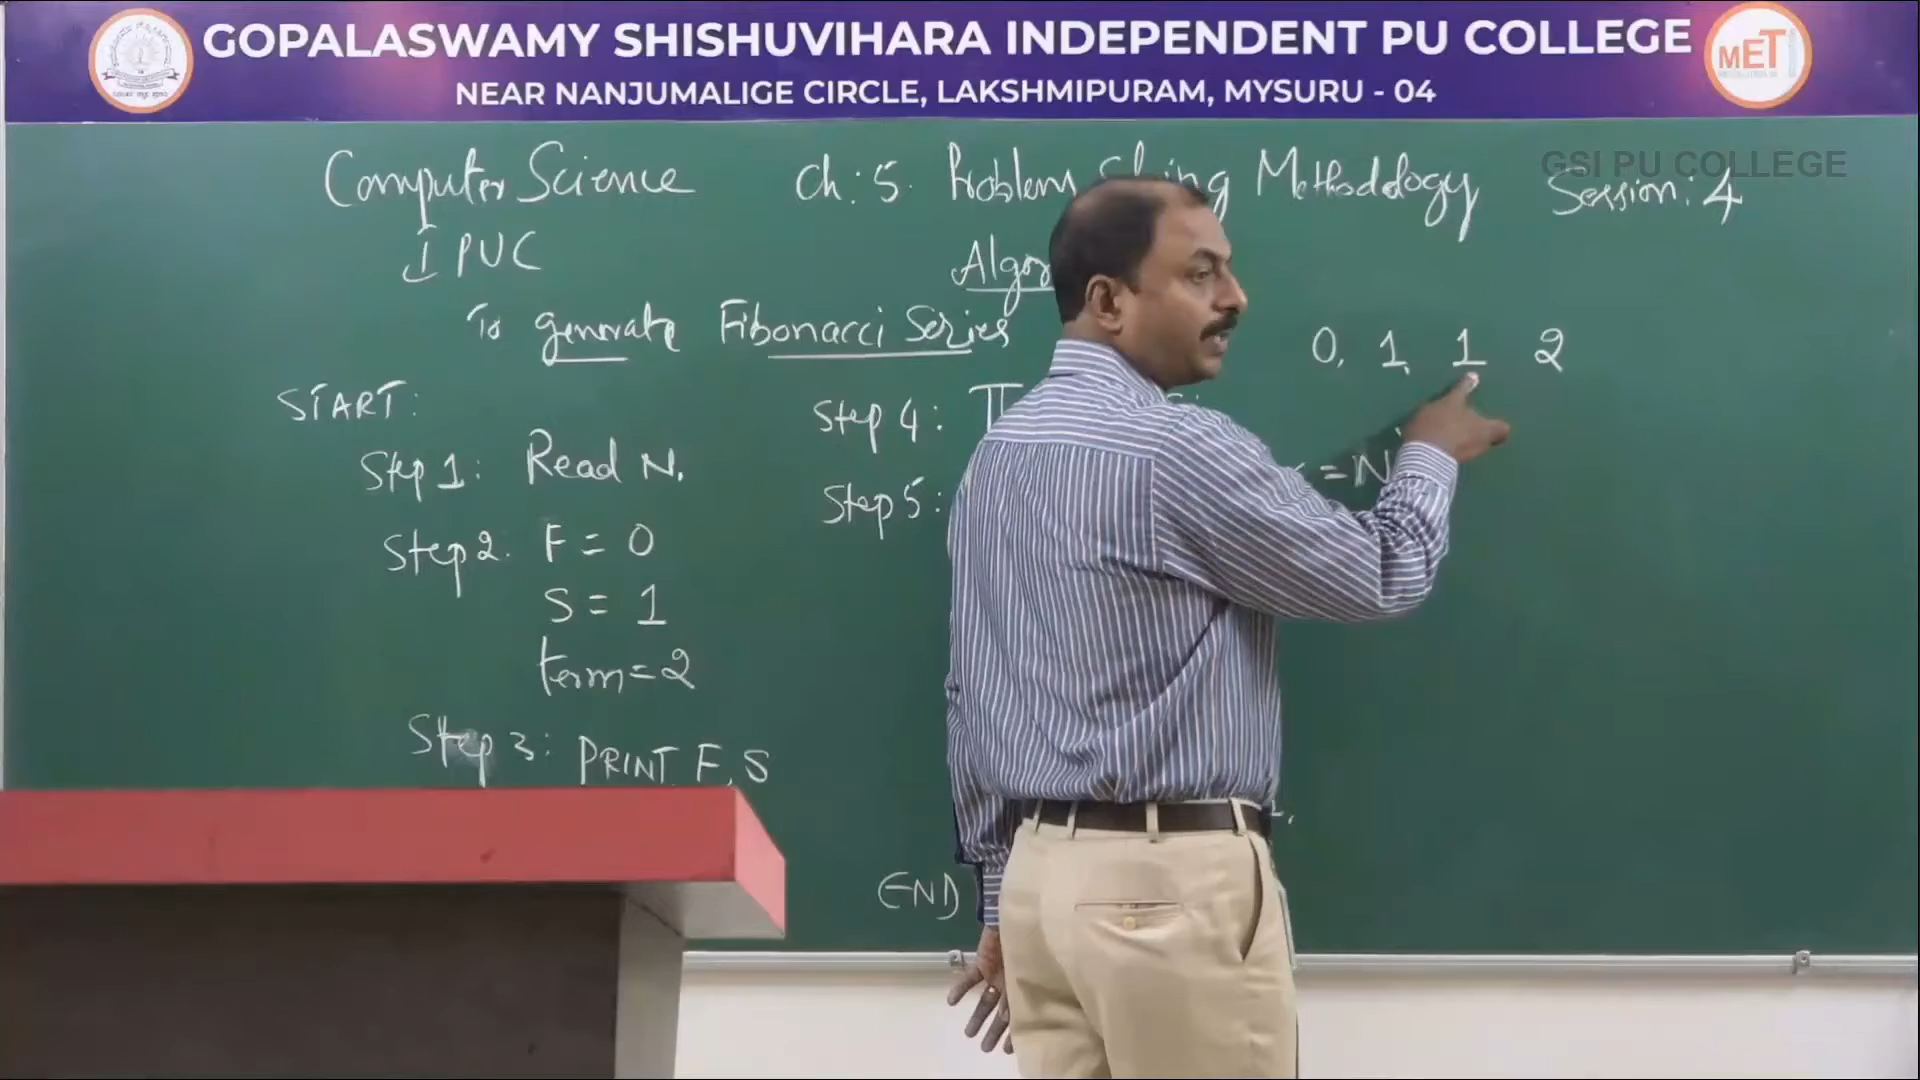 GOPALASWAMY SHISHUVIHARA INDEPENDENT PU COLLEGE
NEAR NANJUMALIGE CIRCLE, LAKSHMIPURAM, MYSURU - 04
MET
GSI PU COLLEGE
Computer Science Ch: 5. Problem Methodology Session: 4
I PUC
To generate Fibonacci Series
0, 1, 1 2
START:
Step 1: Read N.
Step 2. F = 0
S = 1
term = 2
Step 3: PRINT F, S
Step 4:
Step 5: = N
END